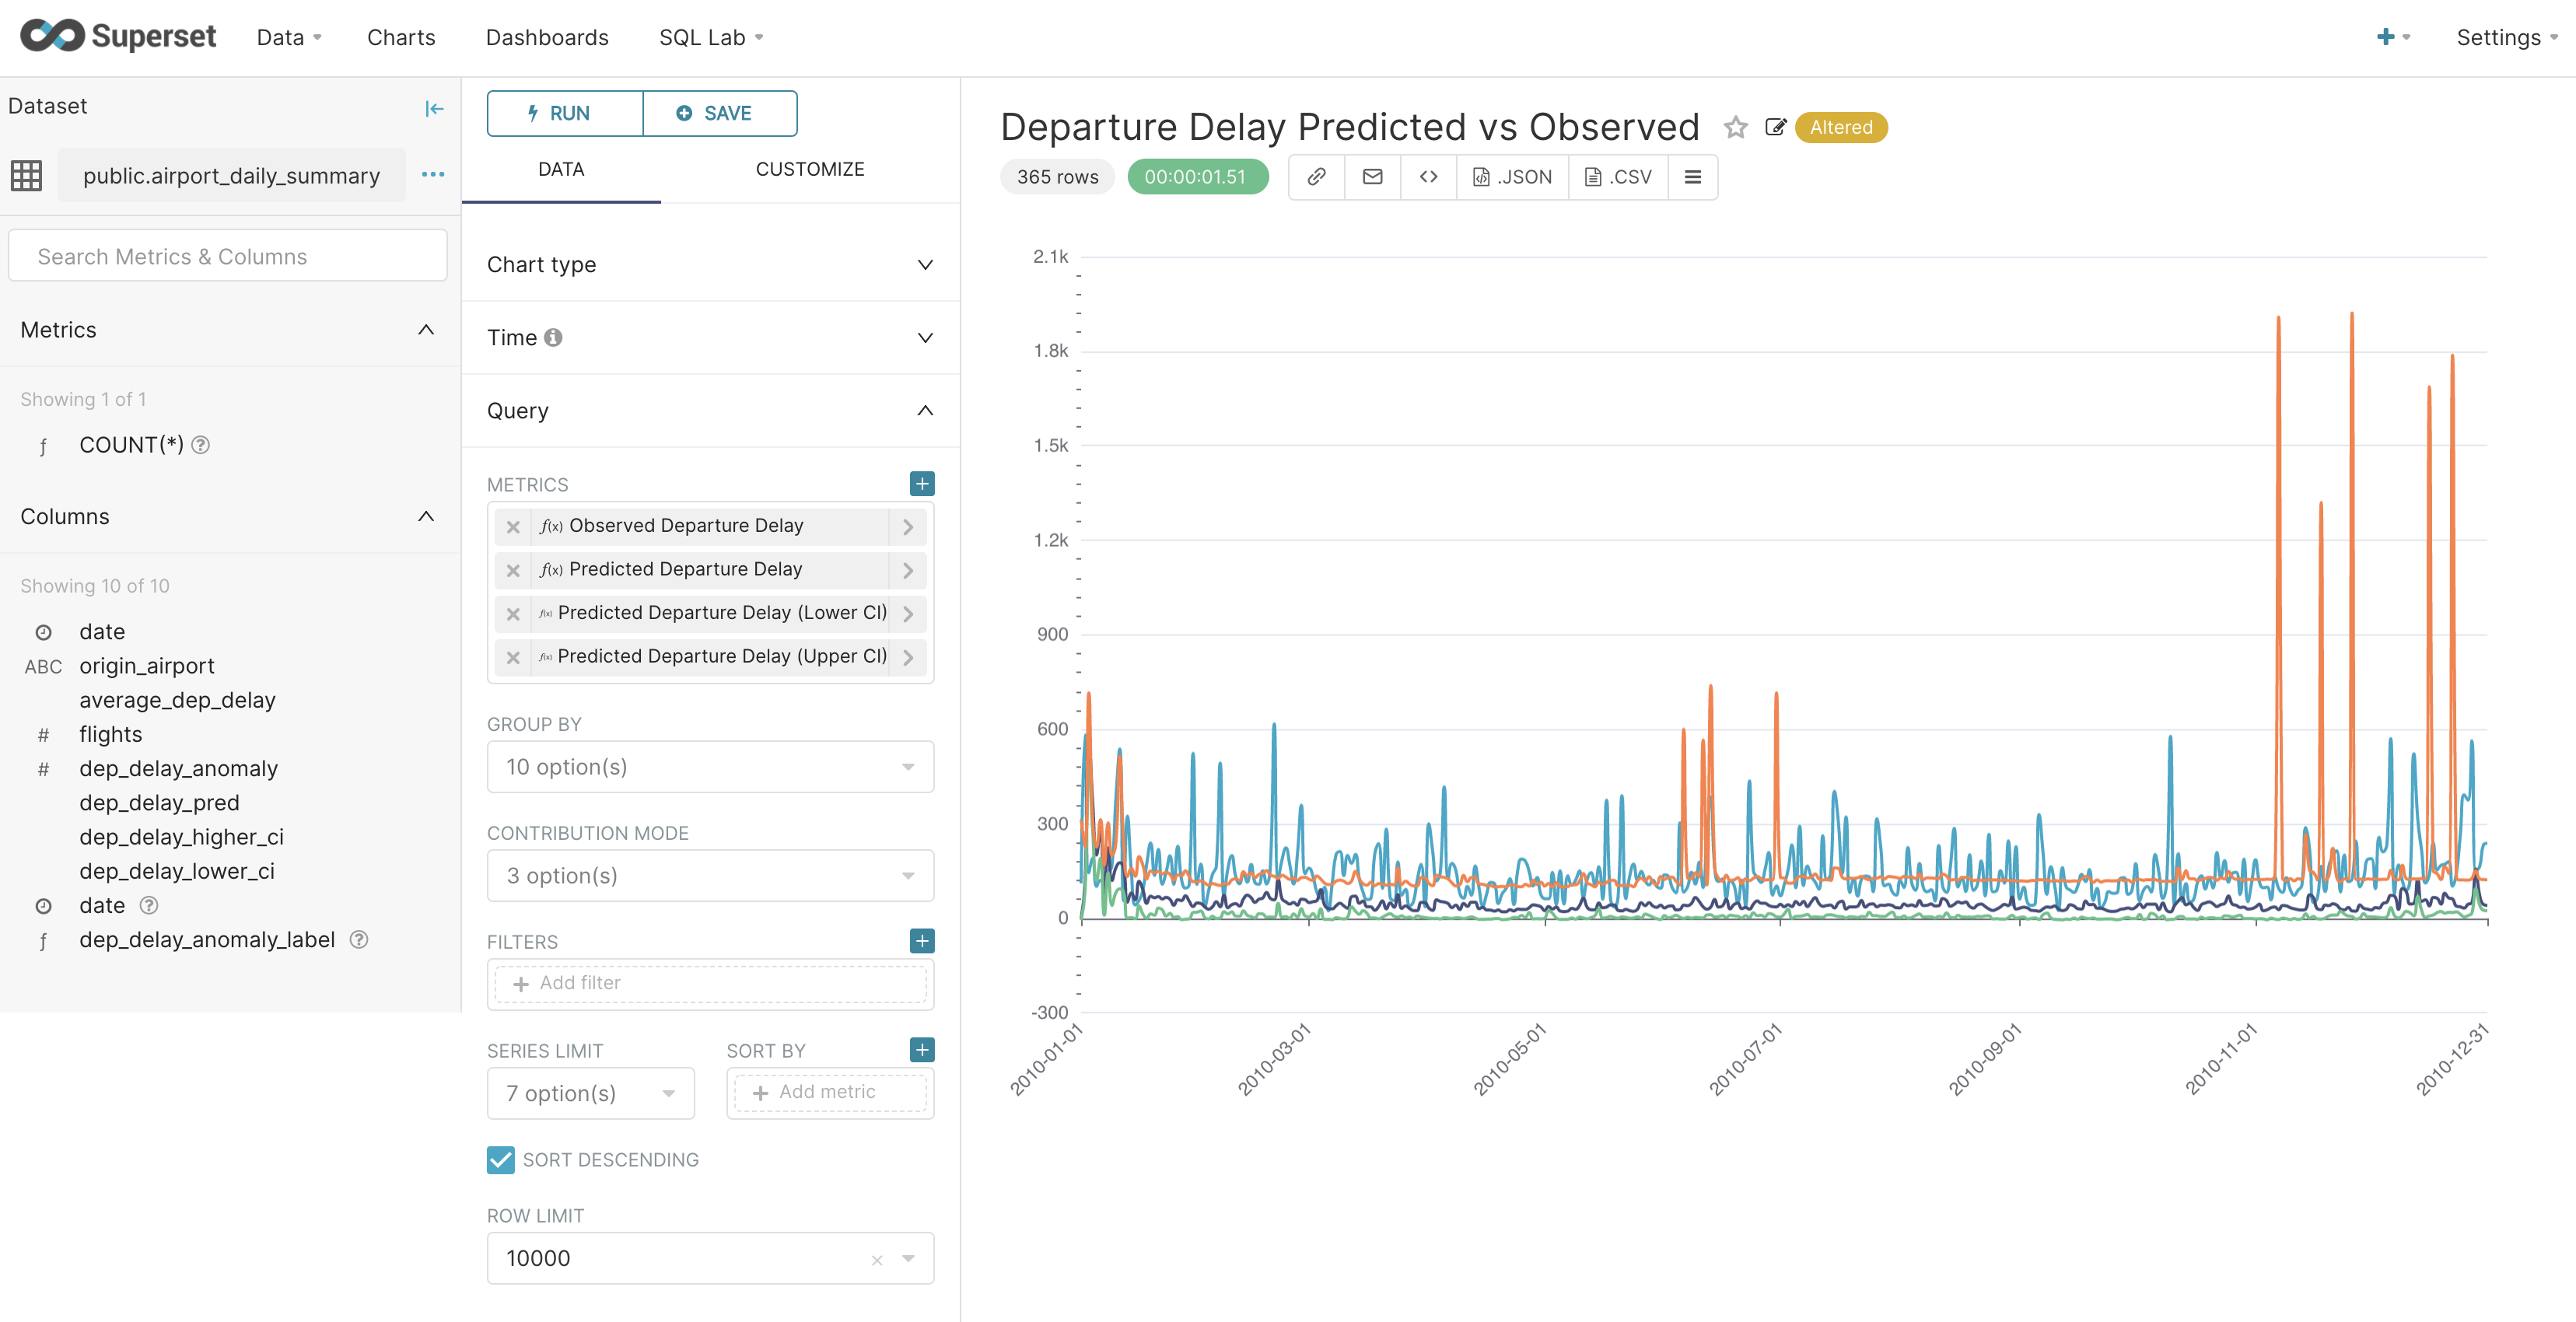 Superset Data Charts Dashboards SQL Lab Settings
Dataset
public.airport_daily_summary
Search Metrics & Columns
Metrics
Showing 1 of 1
ƒ COUNT(*)
Columns
Showing 10 of 10
date
ABC origin_airport
average_dep_delay
# flights
# dep_delay_anomaly
dep_delay_pred
dep_delay_higher_ci
dep_delay_lower_ci
date
ƒ dep_delay_anomaly_label
RUN SAVE
DATA CUSTOMIZE
Chart type
Time
Query
METRICS
ƒ(x) Observed Departure Delay
ƒ(x) Predicted Departure Delay
ƒ(x) Predicted Departure Delay (Lower CI)
ƒ(x) Predicted Departure Delay (Upper CI)
GROUP BY
10 option(s)
CONTRIBUTION MODE
3 option(s)
FILTERS
Add filter
SERIES LIMIT SORT BY
7 option(s) Add metric
SORT DESCENDING
ROW LIMIT
10000
Departure Delay Predicted vs Observed Altered
365 rows 00:00:01.51 .JSON .CSV
2.1k
1.8k
1.5k
1.2k
900
600
300
0
-300
2010-01-01 2010-03-01 2010-05-01 2010-07-01 2010-09-01 2010-11-01 2010-12-31